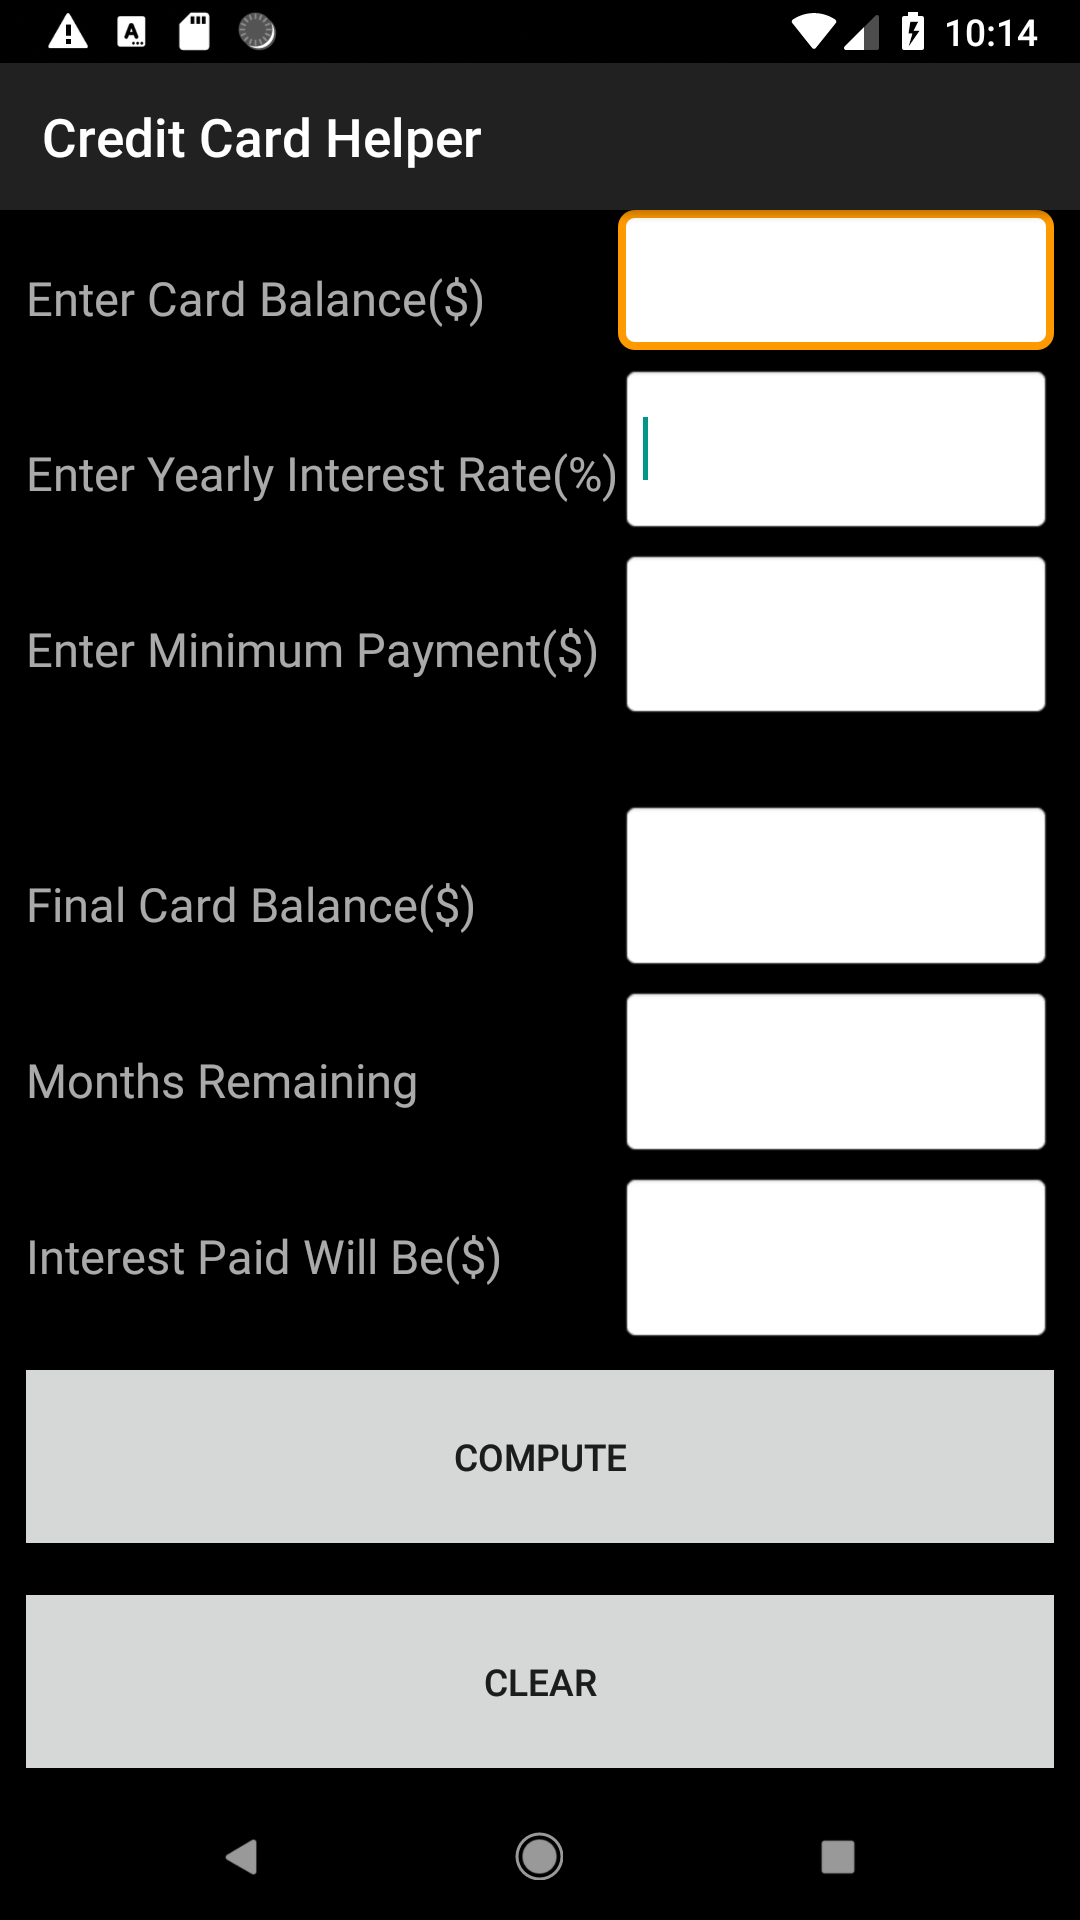 10:14
Credit Card Helper
Enter Card Balance($)
Enter Yearly Interest Rate(%)
Enter Minimum Payment($)
Final Card Balance($)
Months Remaining
Interest Paid Will Be($)
COMPUTE
CLEAR